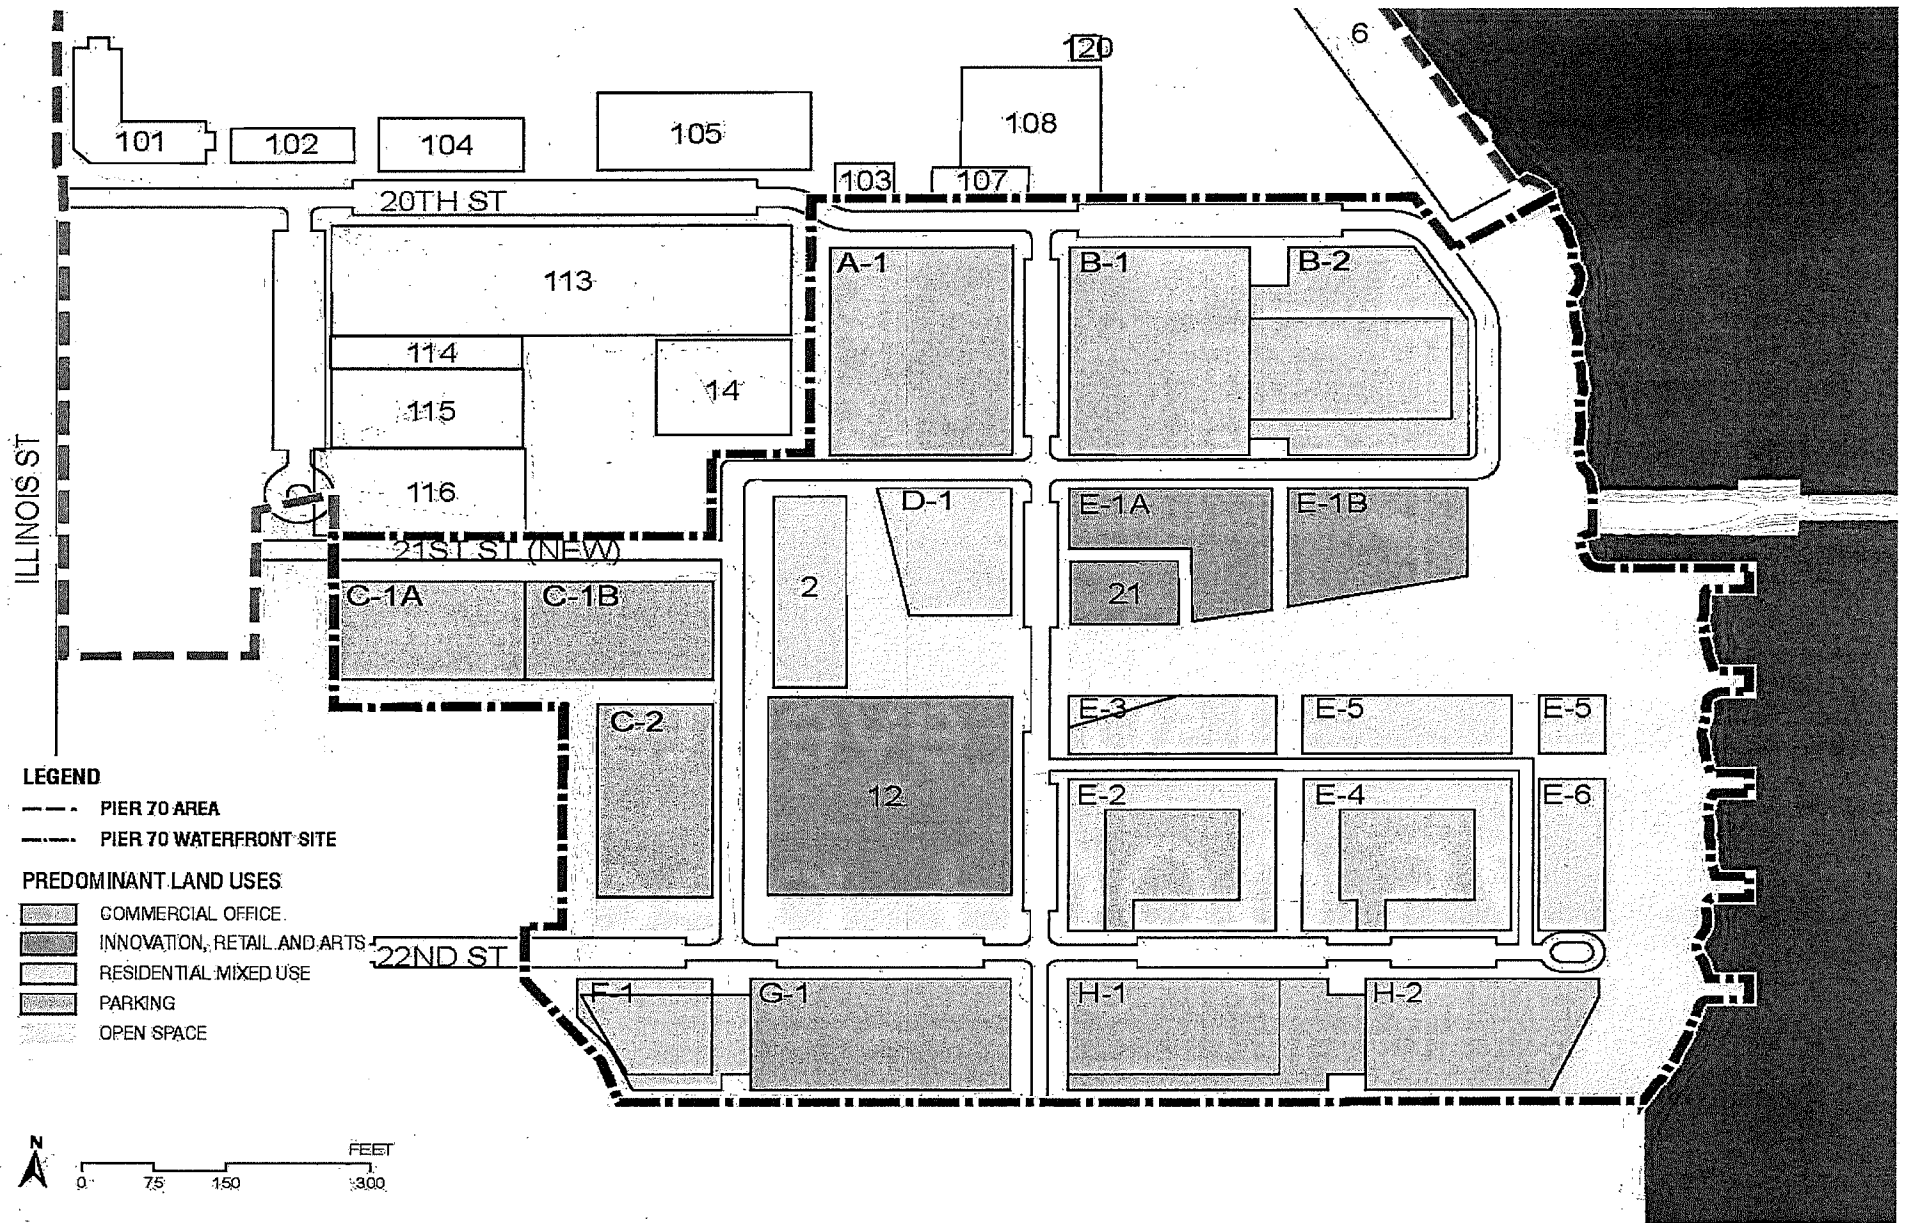 6
120
101
102
104
105
108
103
107
20TH ST
113
A-1
B-1
B-2
114
14
115
116
ILLINOIS ST
D-1
E-1A
E-1B
21ST ST (NEW)
2
21
C-1A
C-1B
C-2
E-3
E-5
E-5
12
E-2
E-4
E-6
LEGEND
PIER 70 AREA
PIER 70 WATERFRONT SITE
PREDOMINANT LAND USES
COMMERCIAL OFFICE
INNOVATION, RETAIL AND ARTS
RESIDENTIAL MIXED USE
PARKING
OPEN SPACE
22ND ST
F-1
G-1
H-1
H-2
N
FEET
0 75 150 300